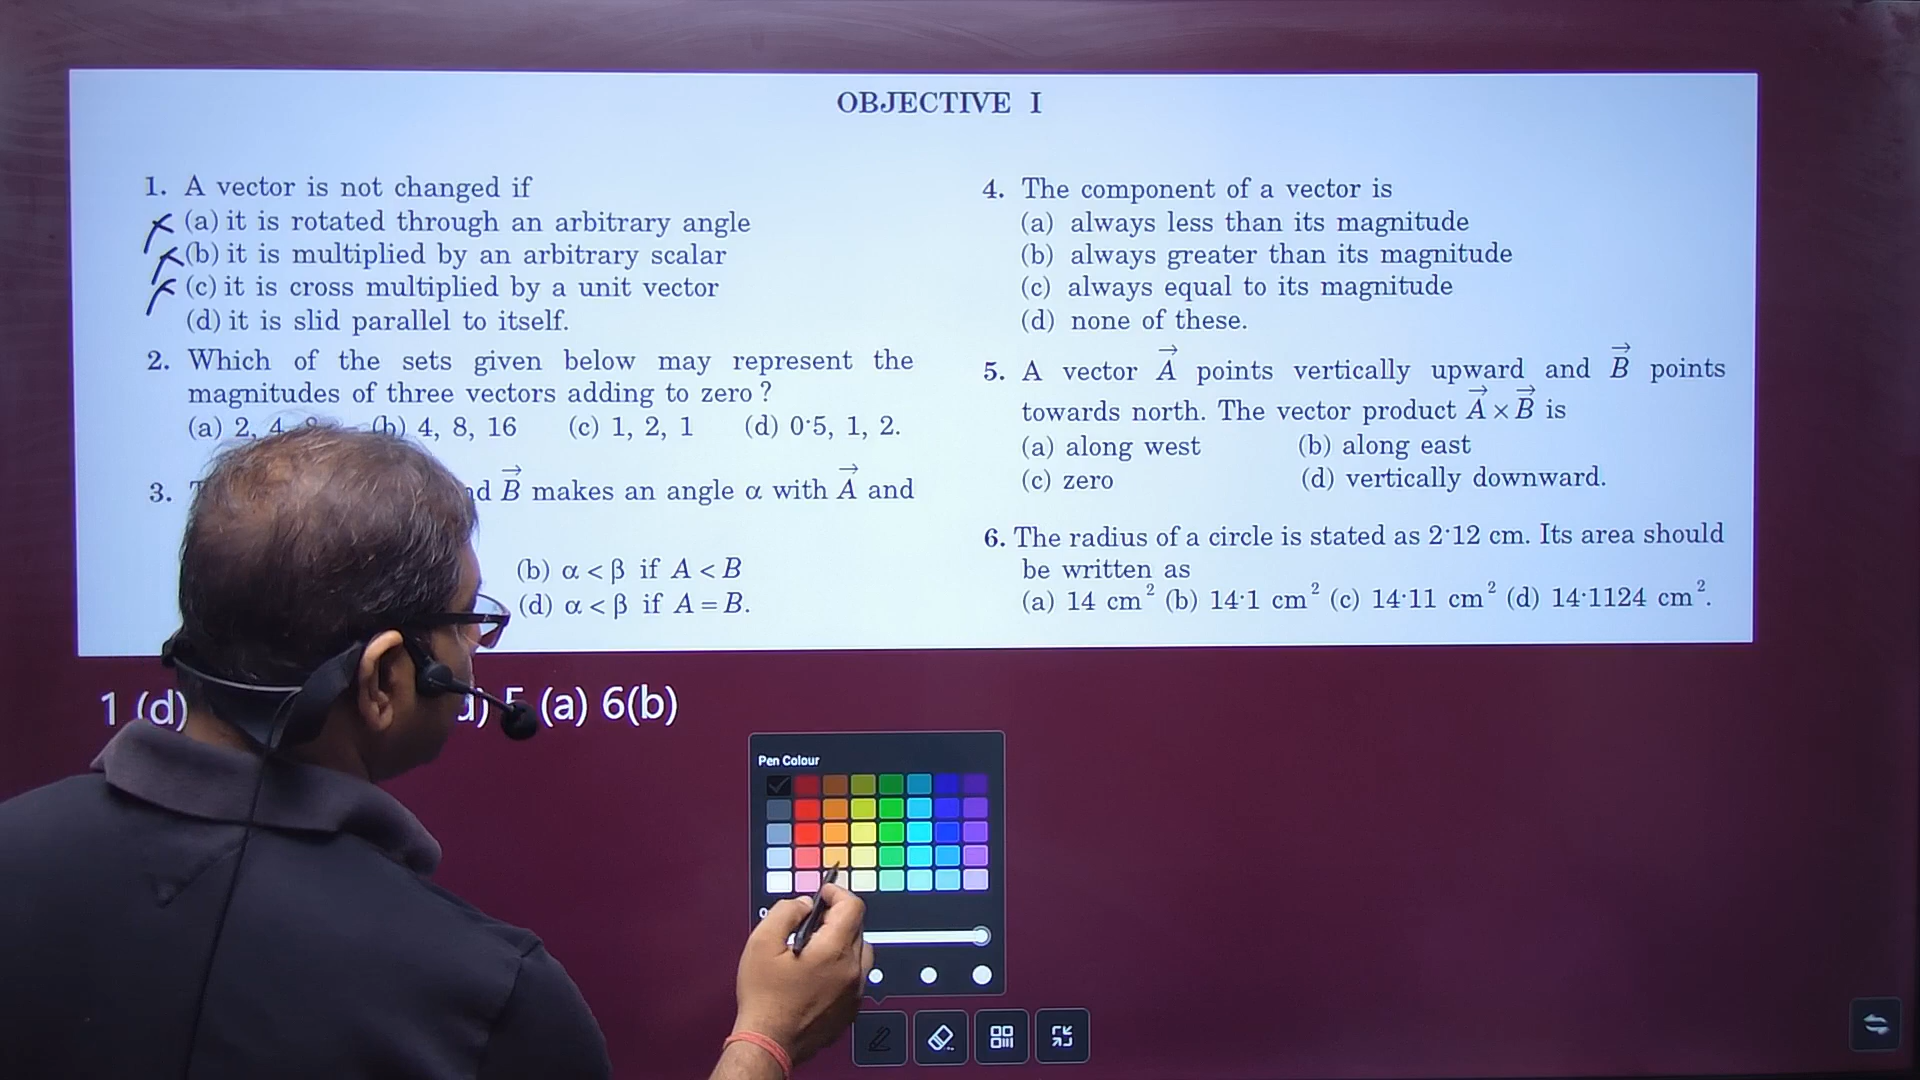 OBJECTIVE I
1. A vector is not changed if
(a) it is rotated through an arbitrary angle
(b) it is multiplied by an arbitrary scalar
(c) it is cross multiplied by a unit vector
(d) it is slid parallel to itself.
2. Which of the sets given below may represent the
magnitudes of three vectors adding to zero ?
(a) 2, 4, (b) 4, 8, 16 (c) 1, 2, 1 (d) 0·5, 1, 2.
3. B⃗ makes an angle α with A⃗ and
(b) α < β if A < B
(d) α < β if A = B.
4. The component of a vector is
(a) always less than its magnitude
(b) always greater than its magnitude
(c) always equal to its magnitude
(d) none of these.
5. A vector A⃗ points vertically upward and B⃗ points
towards north. The vector product A⃗ × B⃗ is
(a) along west (b) along east
(c) zero (d) vertically downward.
6. The radius of a circle is stated as 2·12 cm. Its area should
be written as
(a) 14 cm² (b) 14·1 cm² (c) 14·11 cm² (d) 14·1124 cm².
1 (d) 5 (a) 6(b)
Pen Colour